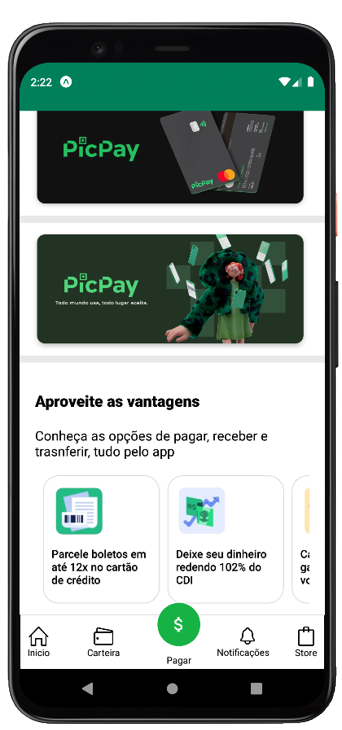 2:22
PicPay
PicPay
PicPay
Todo mundo usa, todo lugar aceita.
Aproveite as vantagens
Conheça as opções de pagar, receber e
trasnferir, tudo pelo app
Parcele boletos em
até 12x no cartão
de crédito
R$
Deixe seu dinheiro
redendo 102% do
CDI
Ca
ga
vo
$
Inicio
Carteira
Pagar
Notificações
Store